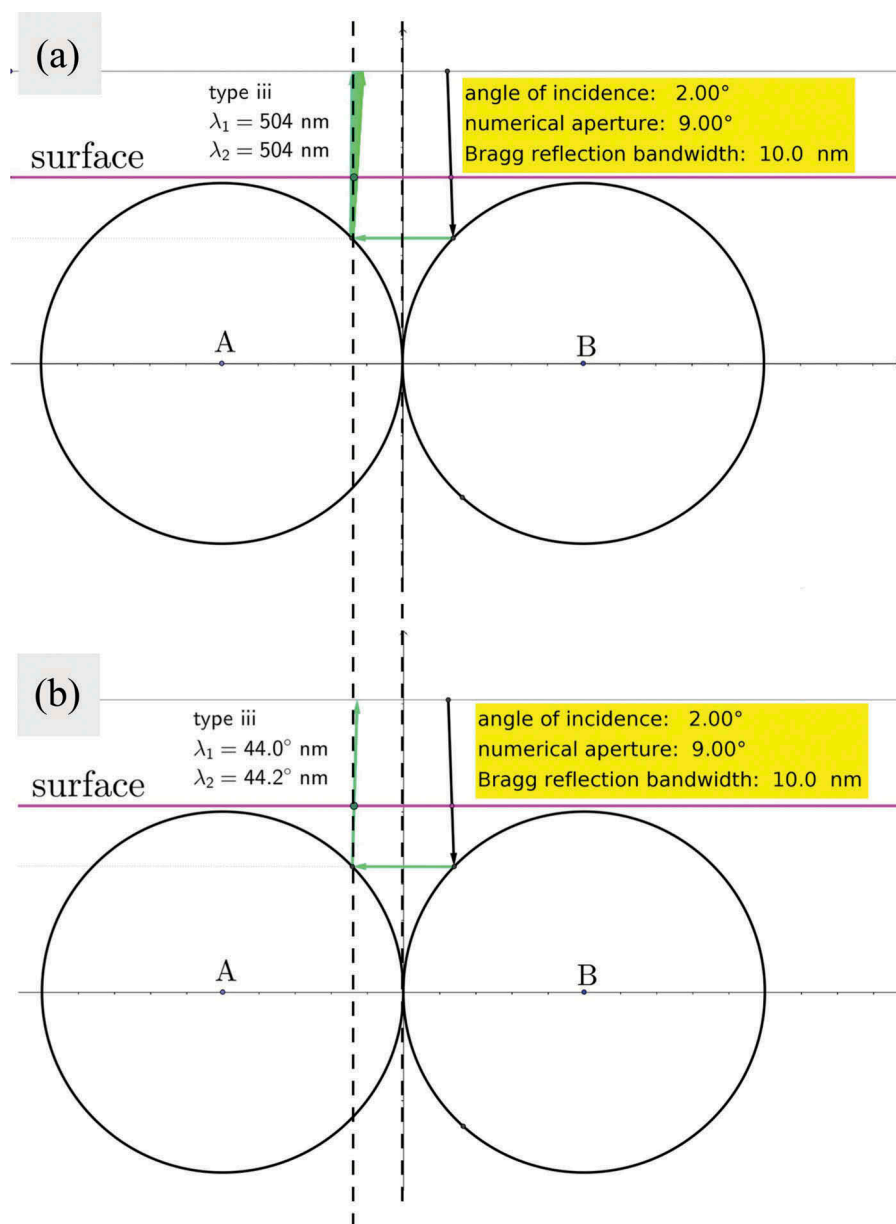 (a)
type iii
λ₁ = 504 nm
λ₂ = 504 nm
angle of incidence: 2.00°
numerical aperture: 9.00°
Bragg reflection bandwidth: 10.0 nm
surface
A
B
(b)
type iii
λ₁ = 44.0° nm
λ₂ = 44.2° nm
angle of incidence: 2.00°
numerical aperture: 9.00°
Bragg reflection bandwidth: 10.0 nm
surface
A
B